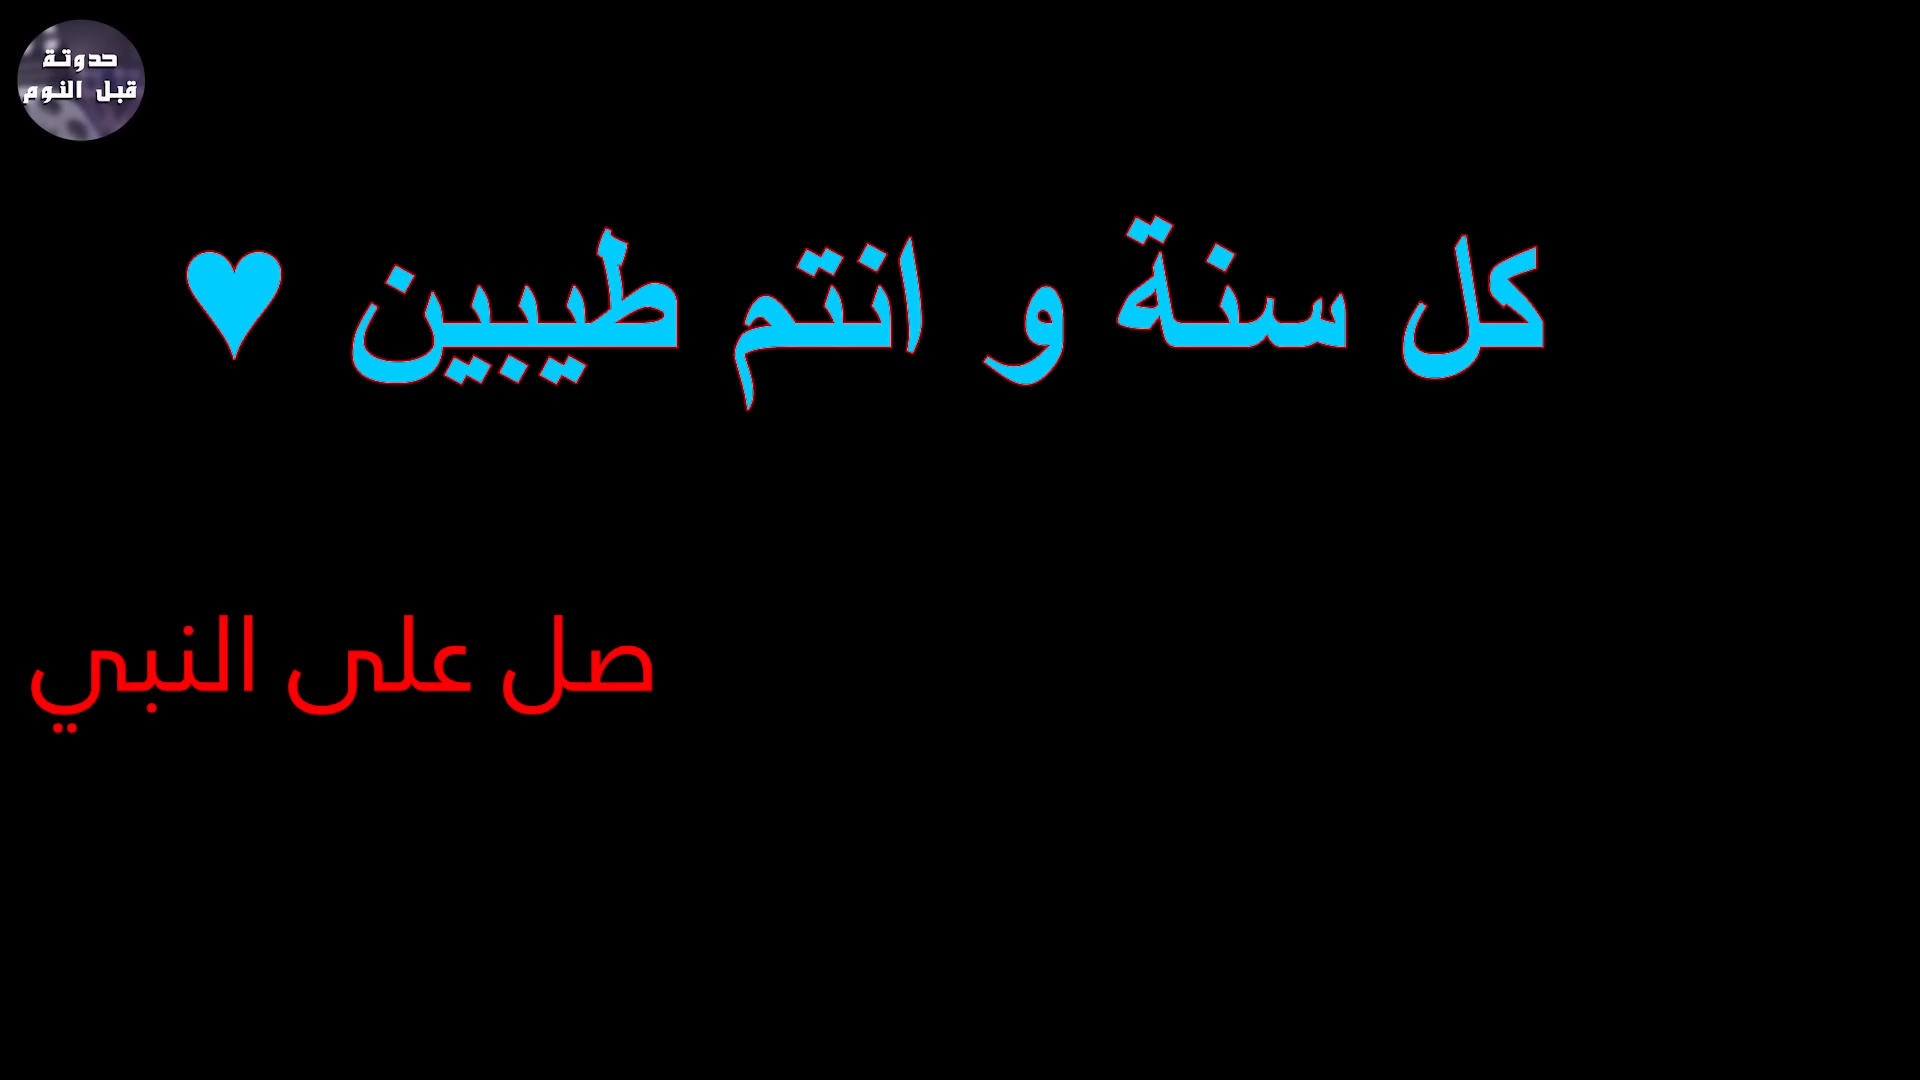 حدوتة
قبل النوم
كل سنة و انتم طيبين ♥
صل على النبي